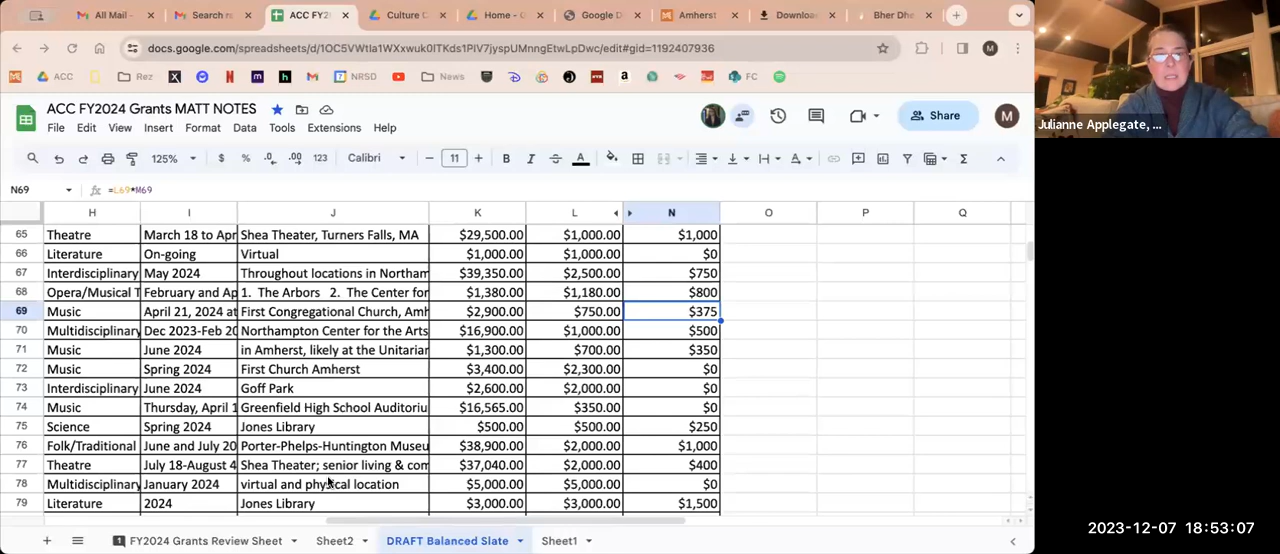 All Mail -
Search r
ACC FY2
Culture C
Home - G
Google D
Amherst
Downloa
Bher Dhe
docs.google.com/spreadsheets/d/1OC5VWtIa1WXxwuk0ITKds1PIV7jyspUMnngEtwLpDwc/edit#gid=1192407936
ACC
Rez
NRSD
News
FC
ACC FY2024 Grants MATT NOTES
File Edit View Insert Format Data Tools Extensions Help
Share
M
125% $ % .0 .00 123 Calibri 11 B I A
N69 fx =L69*M69
H I J K L N O P Q
65 Theatre March 18 to Apr Shea Theater, Turners Falls, MA $29,500.00 $1,000.00 $1,000
66 Literature On-going Virtual $1,000.00 $1,000.00 $0
67 Interdisciplinary May 2024 Throughout locations in Northam $39,350.00 $2,500.00 $750
68 Opera/Musical T February and Ap 1. The Arbors 2. The Center for $1,380.00 $1,180.00 $800
69 Music April 21, 2024 at First Congregational Church, Amh $2,900.00 $750.00 $375
70 Multidisciplinary Dec 2023-Feb 20 Northampton Center for the Arts $16,900.00 $1,000.00 $500
71 Music June 2024 in Amherst, likely at the Unitarian $1,300.00 $700.00 $350
72 Music Spring 2024 First Church Amherst $3,400.00 $2,300.00 $0
73 Interdisciplinary June 2024 Goff Park $2,600.00 $2,000.00 $0
74 Music Thursday, April 1 Greenfield High School Auditoriu $16,565.00 $350.00 $0
75 Science Spring 2024 Jones Library $500.00 $500.00 $250
76 Folk/Traditional June and July 20 Porter-Phelps-Huntington Museu $38,900.00 $2,000.00 $1,000
77 Theatre July 18-August 4 Shea Theater; senior living & com $37,040.00 $2,000.00 $400
78 Multidisciplinary January 2024 virtual and physical location $5,000.00 $5,000.00 $0
79 Literature 2024 Jones Library $3,000.00 $3,000.00 $1,500
1 FY2024 Grants Review Sheet Sheet2 DRAFT Balanced Slate Sheet1
Julianne Applegate, ...
2023-12-07 18:53:07